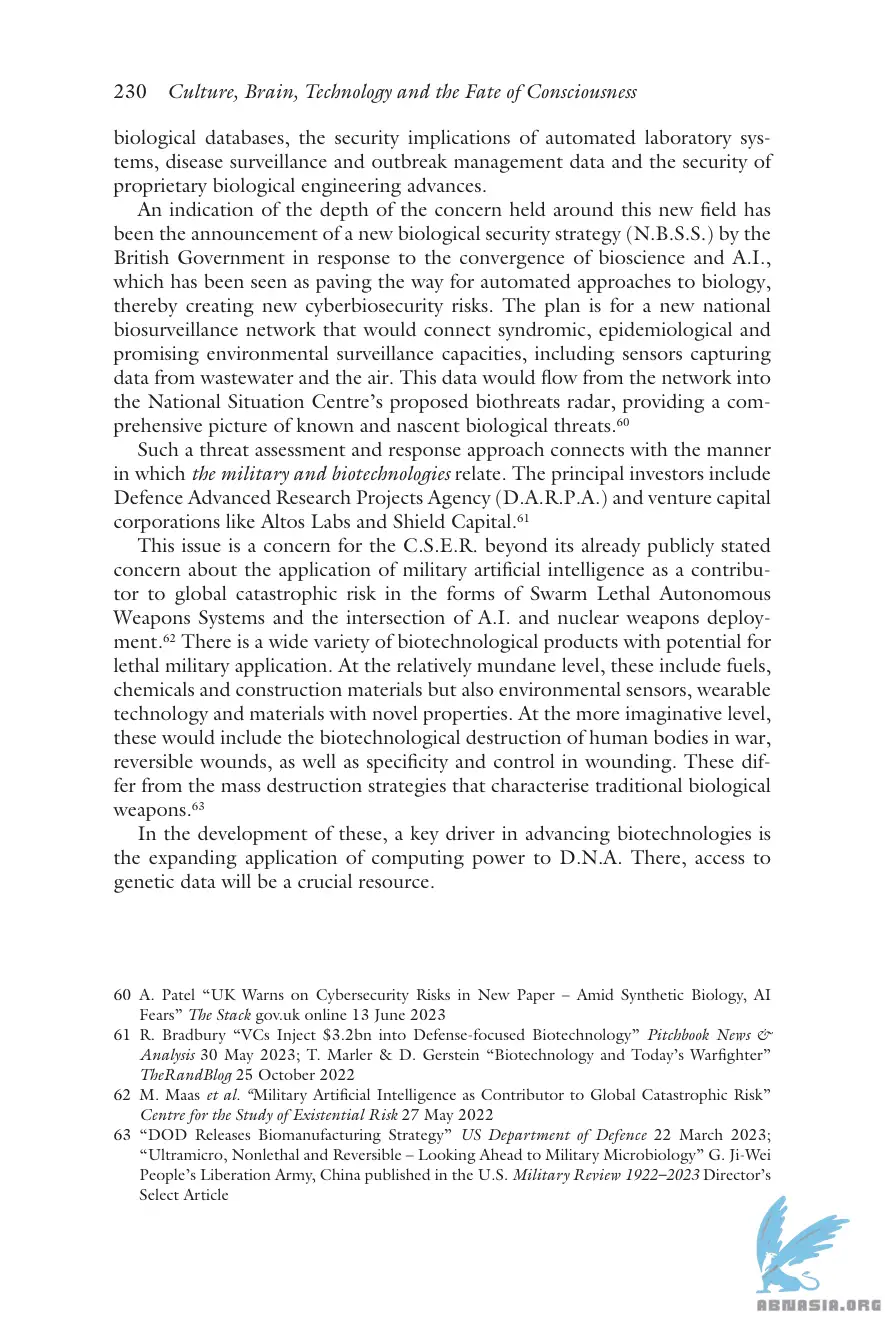 230 Culture, Brain, Technology and the Fate of Consciousness
biological databases, the security implications of automated laboratory sys-
tems, disease surveillance and outbreak management data and the security of
proprietary biological engineering advances.
An indication of the depth of the concern held around this new field has
been the announcement of a new biological security strategy (N.B.S.S.) by the
British Government in response to the convergence of bioscience and A.I.,
which has been seen as paving the way for automated approaches to biology,
thereby creating new cyberbiosecurity risks. The plan is for a new national
biosurveillance network that would connect syndromic, epidemiological and
promising environmental surveillance capacities, including sensors capturing
data from wastewater and the air. This data would flow from the network into
the National Situation Centre’s proposed biothreats radar, providing a com-
prehensive picture of known and nascent biological threats.⁶⁰
Such a threat assessment and response approach connects with the manner
in which the military and biotechnologies relate. The principal investors include
Defence Advanced Research Projects Agency (D.A.R.P.A.) and venture capital
corporations like Altos Labs and Shield Capital.⁶¹
This issue is a concern for the C.S.E.R. beyond its already publicly stated
concern about the application of military artificial intelligence as a contribu-
tor to global catastrophic risk in the forms of Swarm Lethal Autonomous
Weapons Systems and the intersection of A.I. and nuclear weapons deploy-
ment.⁶² There is a wide variety of biotechnological products with potential for
lethal military application. At the relatively mundane level, these include fuels,
chemicals and construction materials but also environmental sensors, wearable
technology and materials with novel properties. At the more imaginative level,
these would include the biotechnological destruction of human bodies in war,
reversible wounds, as well as specificity and control in wounding. These dif-
fer from the mass destruction strategies that characterise traditional biological
weapons.⁶³
In the development of these, a key driver in advancing biotechnologies is
the expanding application of computing power to D.N.A. There, access to
genetic data will be a crucial resource.
60 A. Patel “UK Warns on Cybersecurity Risks in New Paper – Amid Synthetic Biology, AI
Fears” The Stack gov.uk online 13 June 2023
61 R. Bradbury “VCs Inject $3.2bn into Defense-focused Biotechnology” Pitchbook News &
Analysis 30 May 2023; T. Marler & D. Gerstein “Biotechnology and Today’s Warfighter”
TheRandBlog 25 October 2022
62 M. Maas et al. “Military Artificial Intelligence as Contributor to Global Catastrophic Risk”
Centre for the Study of Existential Risk 27 May 2022
63 “DOD Releases Biomanufacturing Strategy” US Department of Defence 22 March 2023;
“Ultramicro, Nonlethal and Reversible – Looking Ahead to Military Microbiology” G. Ji-Wei
People’s Liberation Army, China published in the U.S. Military Review 1922–2023 Director’s
Select Article
ABNASIA.ORG